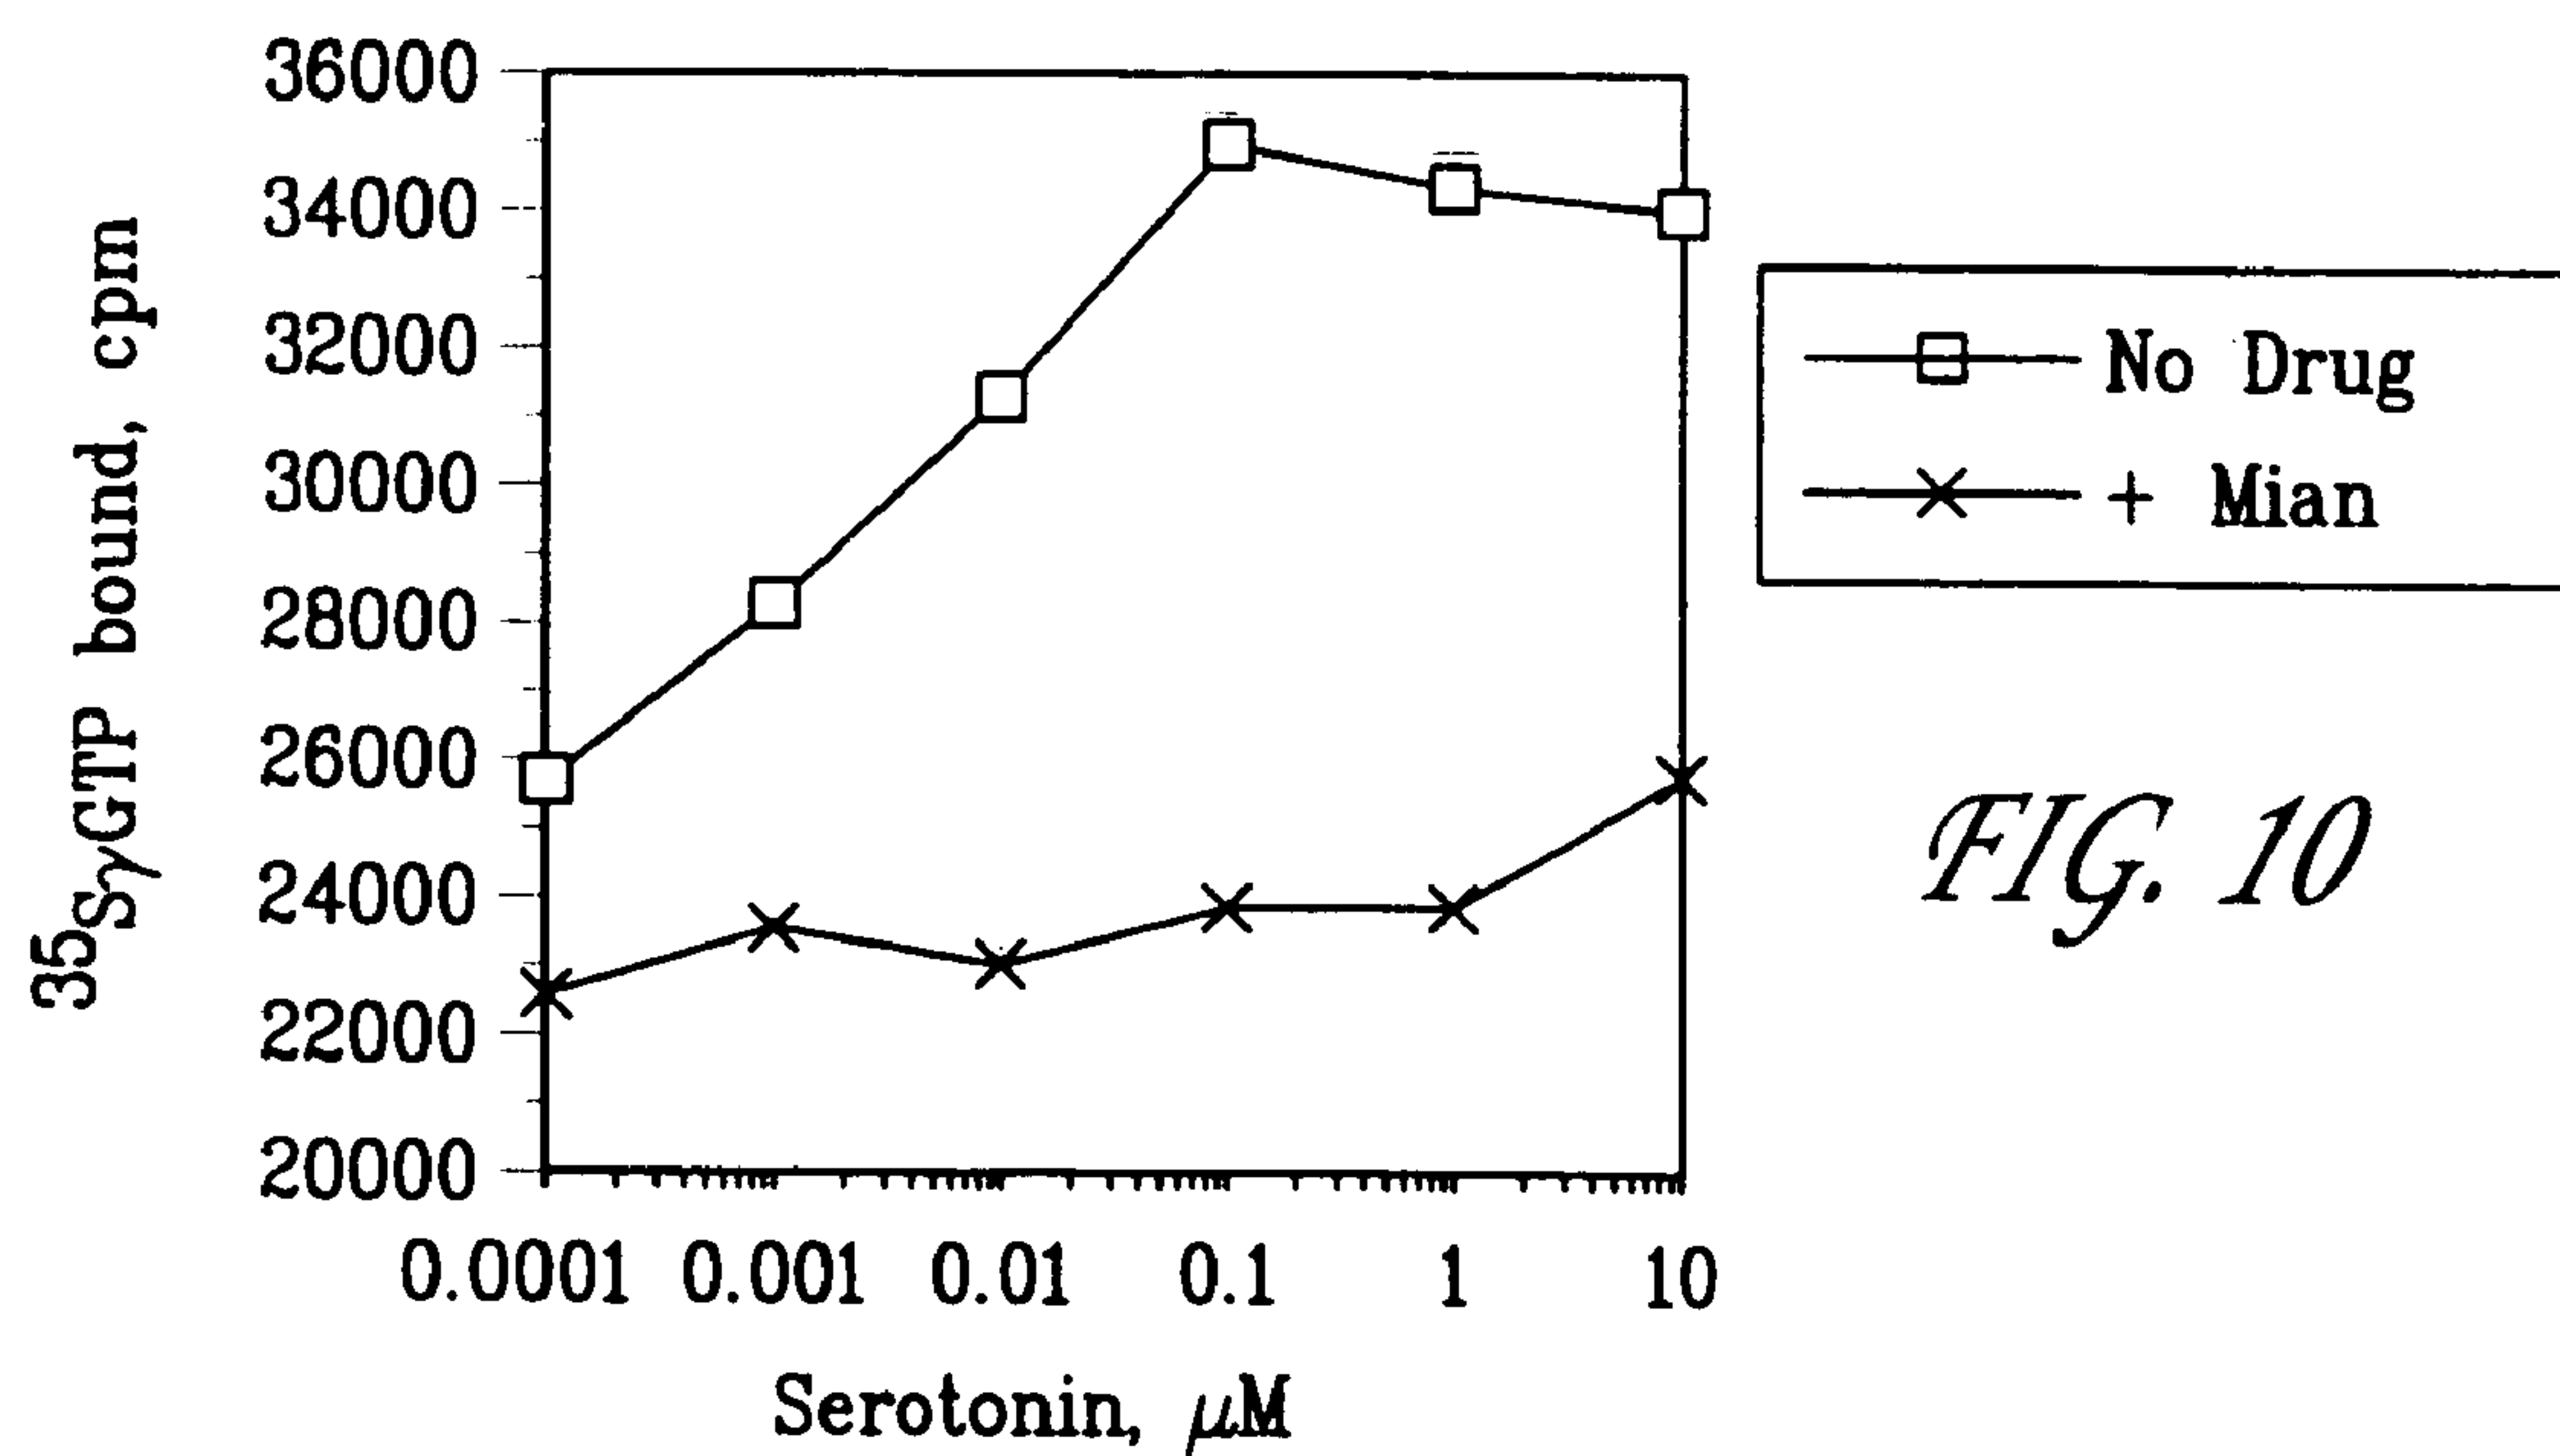 36000
34000
32000
30000
28000
26000
24000
22000
20000
³⁵SγGTP bound, cpm
0.0001 0.001 0.01 0.1 1 10
Serotonin, μM
No Drug
+ Mian
FIG. 10